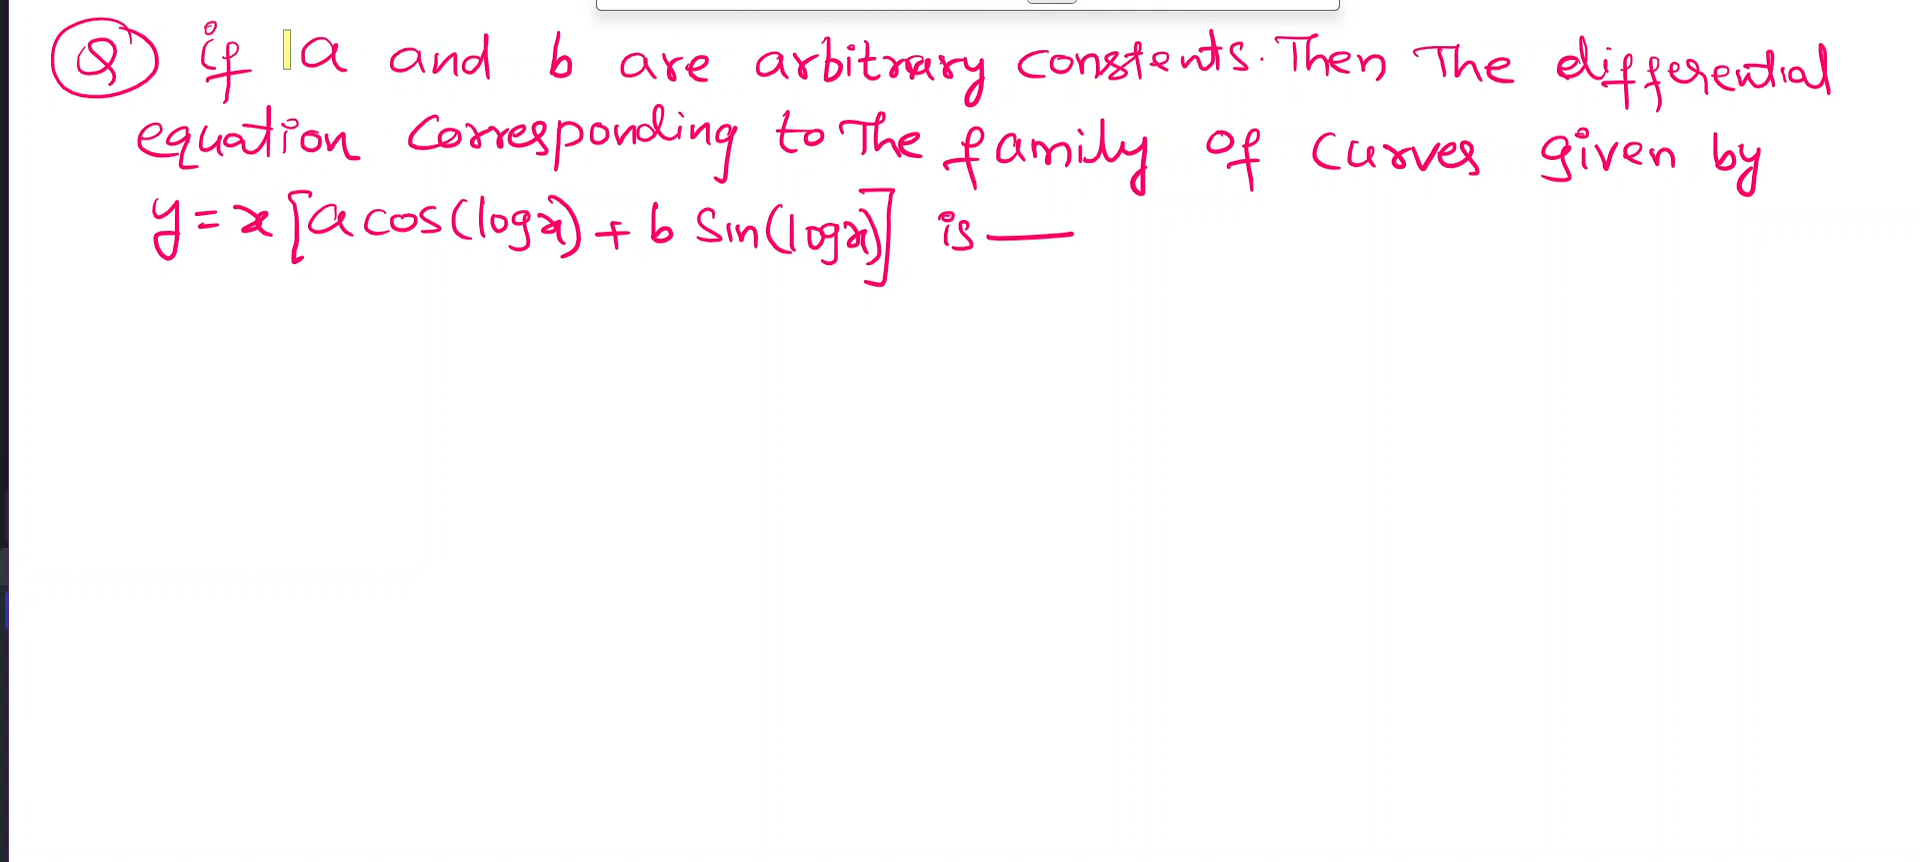 Q if a and b are arbitrary constents. Then The differential
equation corresponding to The family of curves given by
y = x [a cos(log x) + b Sin(log x)] is —